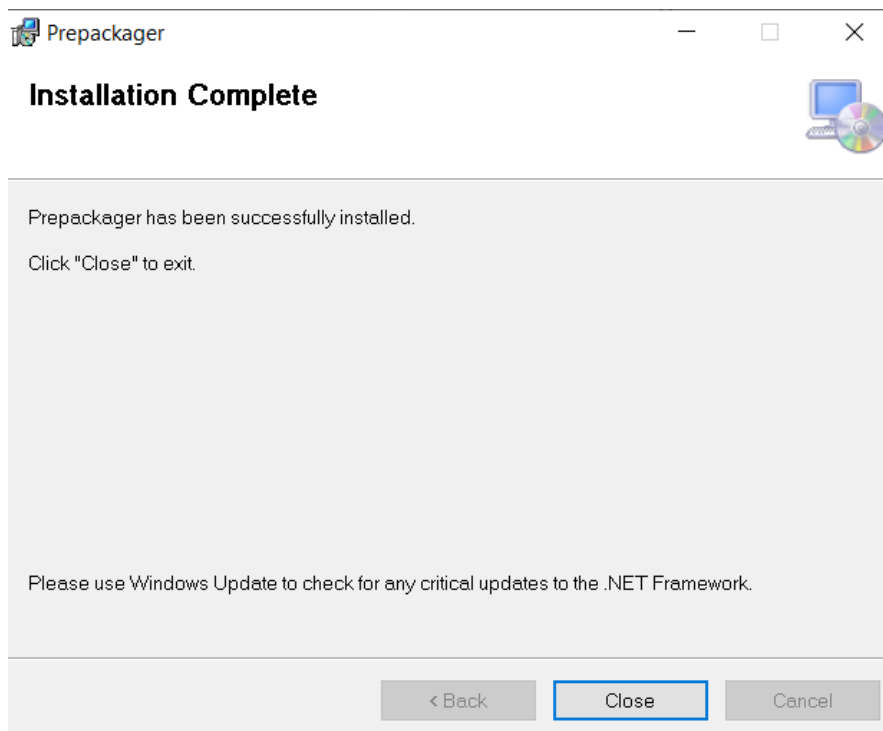 Prepackager
Installation Complete
Prepackager has been successfully installed.
Click "Close" to exit.
Please use Windows Update to check for any critical updates to the .NET Framework.
< Back
Close
Cancel